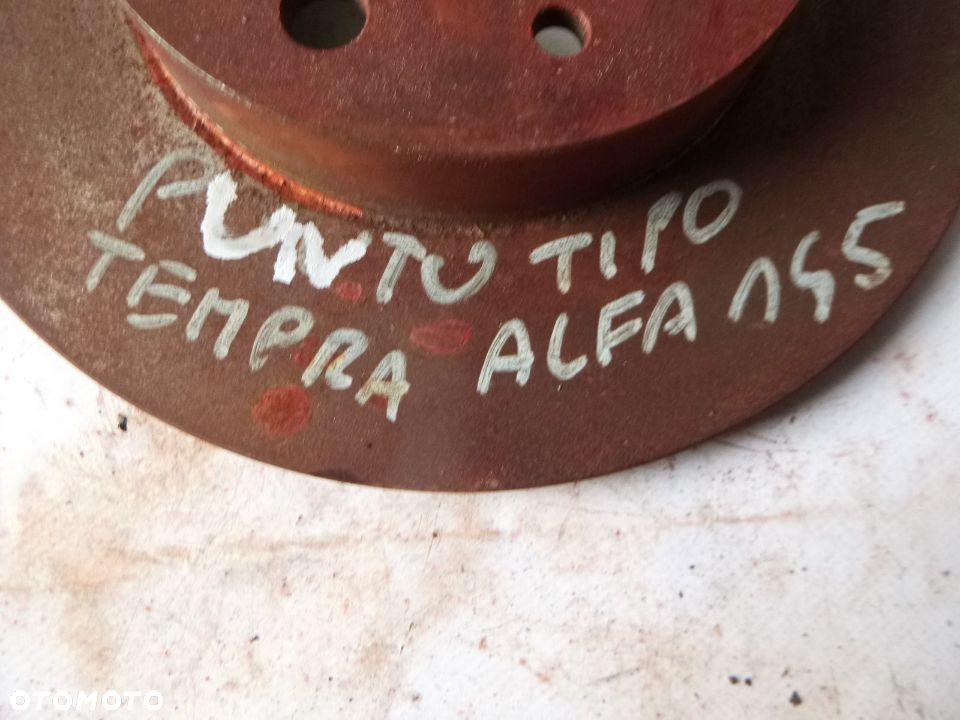 PUNTO TIPO
TEMPRA ALFA 145
OTOMOTO